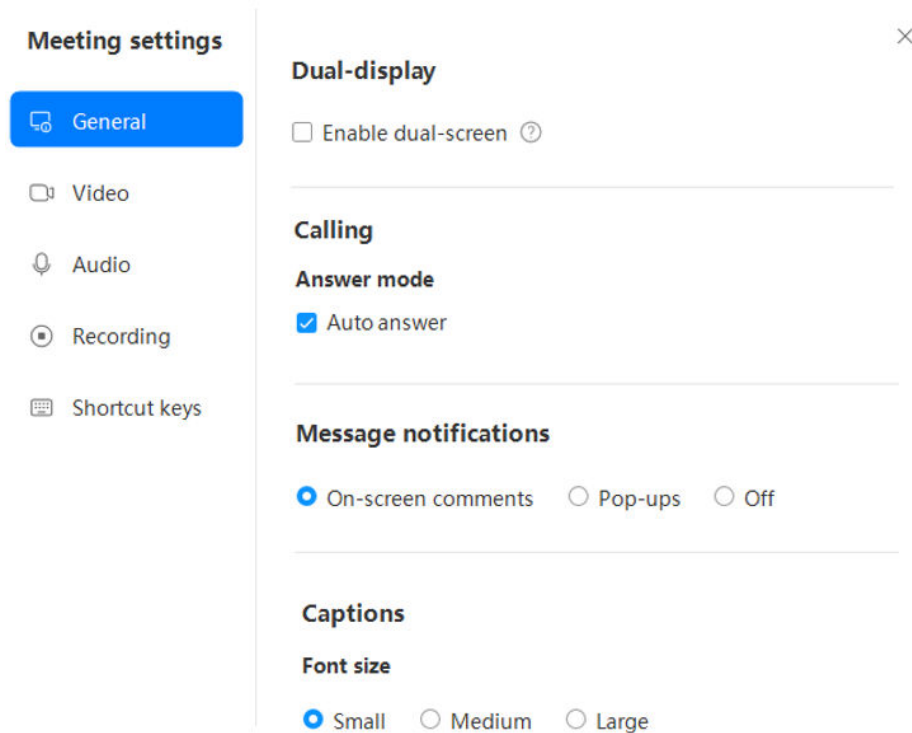 Meeting settings
General
Video
Audio
Recording
Shortcut keys
Dual-display
Enable dual-screen ?
Calling
Answer mode
Auto answer
Message notifications
On-screen comments Pop-ups Off
Captions
Font size
Small Medium Large